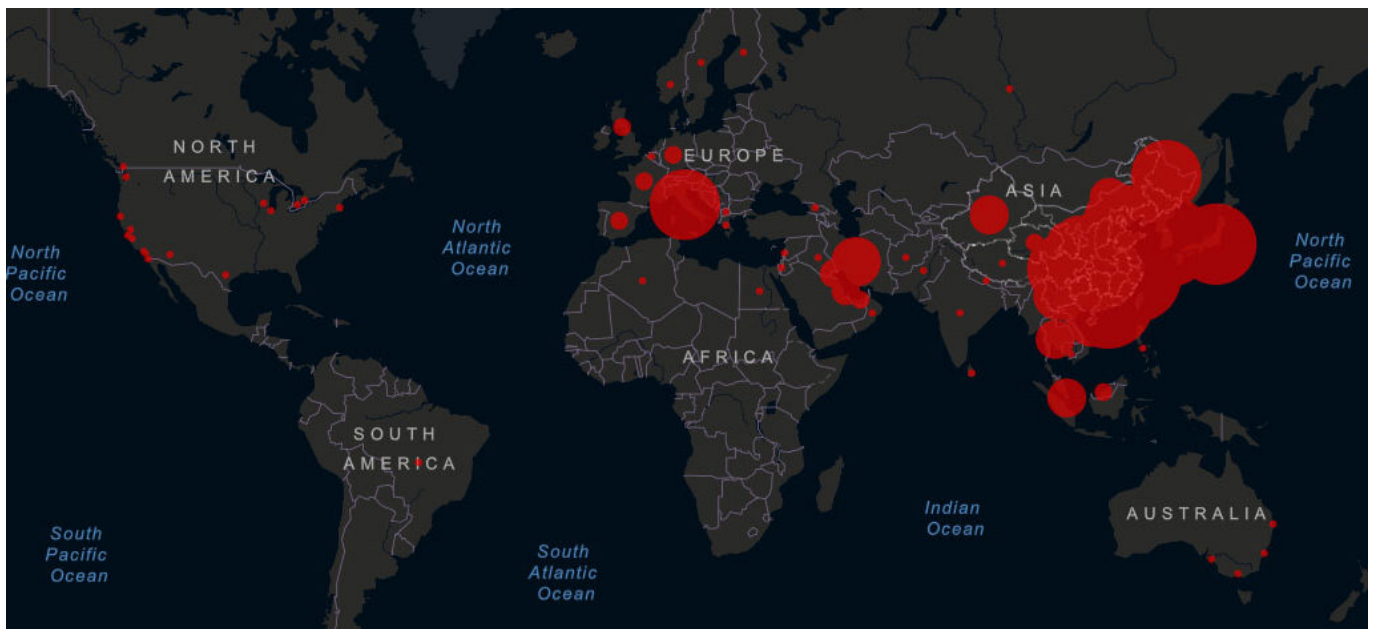 NORTH
AMERICA
EUROPE
ASIA
North
Atlantic
Ocean
North
Pacific
Ocean
North
Pacific
Ocean
AFRICA
SOUTH
AMERICA
Indian
Ocean
AUSTRALIA
South
Pacific
Ocean
South
Atlantic
Ocean